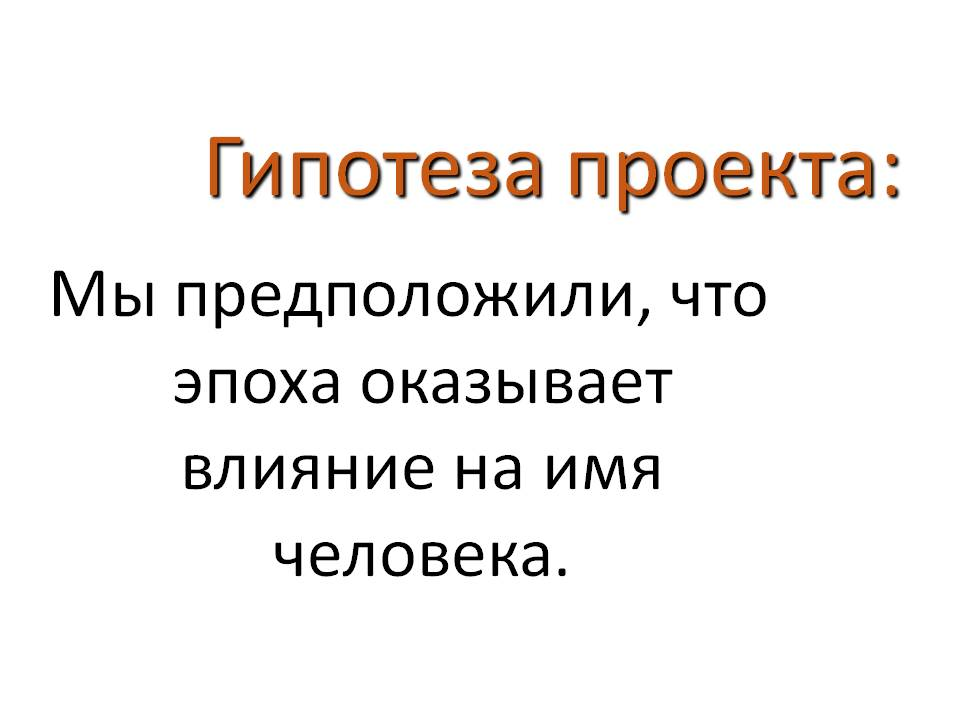 Гипотеза проекта:
Мы предположили, что
эпоха оказывает
влияние на имя
человека.